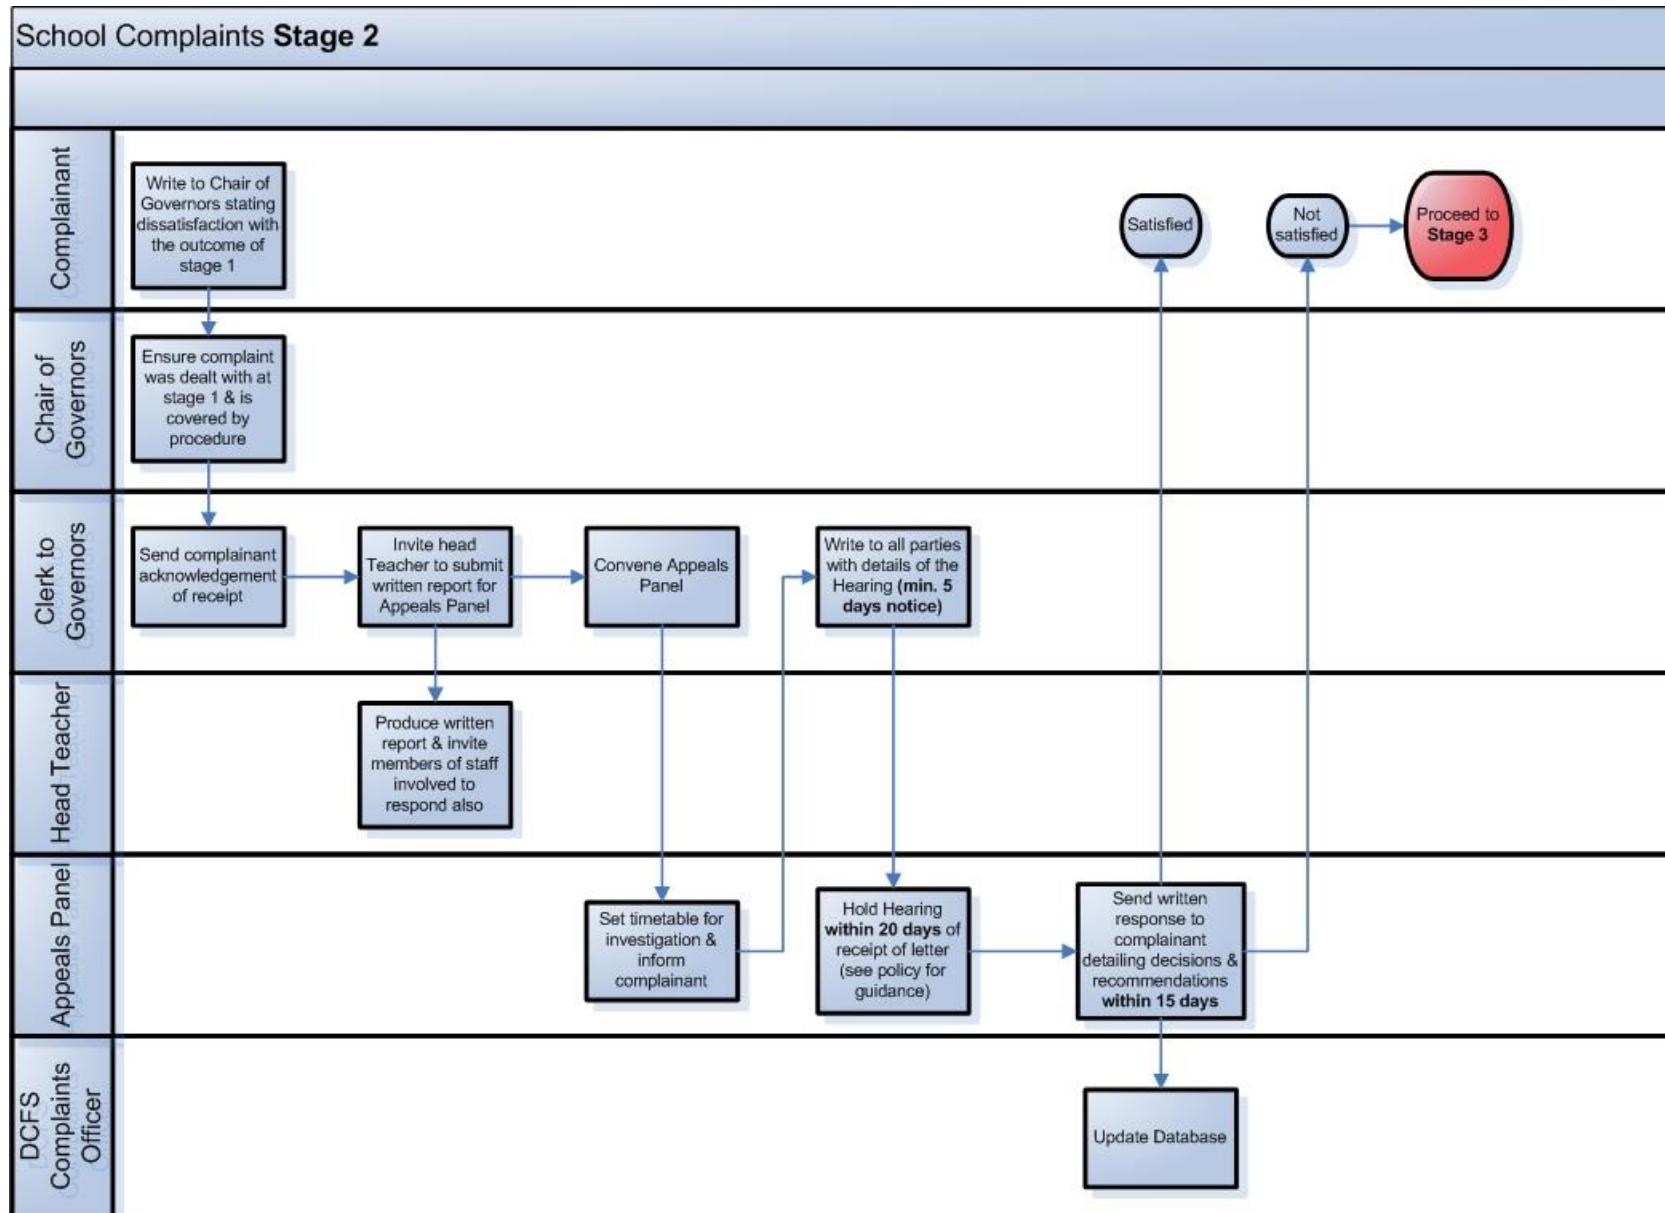 School Complaints Stage 2
Complainant
Write to Chair of
Governors stating
dissatisfaction with
the outcome of
stage 1
Satisfied
Not
satisfied
Proceed to
Stage 3
Chair of
Governors
Ensure complaint
was dealt with at
stage 1 & is
covered by
procedure
Clerk to
Governors
Send complainant
acknowledgement
of receipt
Invite head
Teacher to submit
written report for
Appeals Panel
Convene Appeals
Panel
Write to all parties
with details of the
Hearing (min. 5
days notice)
Head Teacher
Produce written
report & invite
members of staff
involved to
respond also
Appeals Panel
Set timetable for
investigation &
inform
complainant
Hold Hearing
within 20 days of
receipt of letter
(see policy for
guidance)
Send written
response to
complainant
detailing decisions &
recommendations
within 15 days
DCFS
Complaints
Officer
Update Database